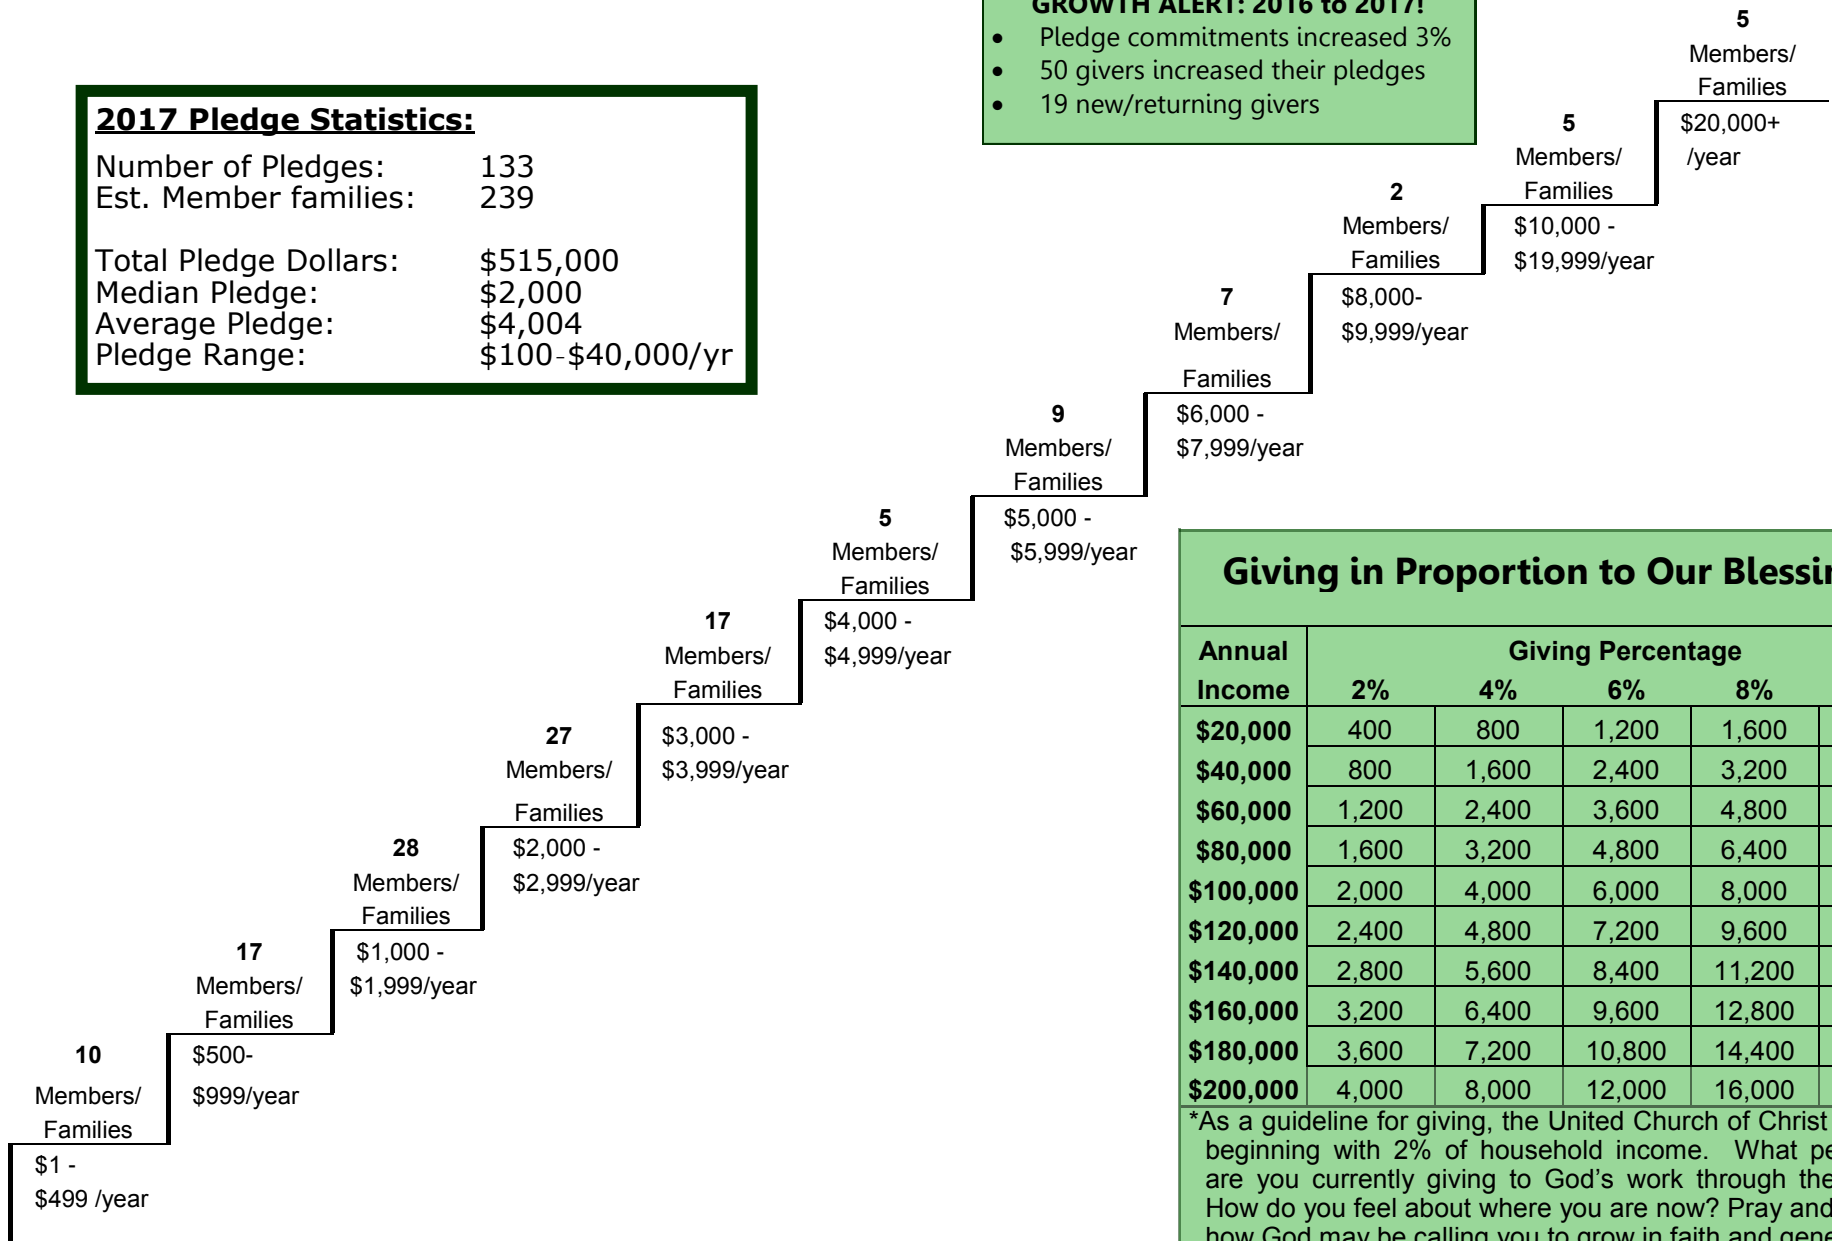 GROWTH ALERT: 2016 to 2017!
• Pledge commitments increased 3%
• 50 givers increased their pledges
• 19 new/returning givers
2017 Pledge Statistics:
Number of Pledges: 133
Est. Member families: 239
Total Pledge Dollars: $515,000
Median Pledge: $2,000
Average Pledge: $4,004
Pledge Range: $100-$40,000/yr
5
Members/
Families
$20,000+
/year
5
Members/
Families
$10,000 -
$19,999/year
2
Members/
Families
$8,000-
$9,999/year
7
Members/
Families
$6,000 -
$7,999/year
9
Members/
Families
$5,000 -
$5,999/year
5
Members/
Families
$4,000 -
$4,999/year
17
Members/
Families
$3,000 -
$3,999/year
27
Members/
Families
$2,000 -
$2,999/year
28
Members/
Families
$1,000 -
$1,999/year
17
Members/
Families
$500-
$999/year
10
Members/
Families
$1 -
$499 /year
Giving in Proportion to Our
Annual Giving Percentage
Income 2% 4% 6% 8%
$20,000 400 800 1,200 1,600
$40,000 800 1,600 2,400 3,200
$60,000 1,200 2,400 3,600 4,800
$80,000 1,600 3,200 4,800 6,400
$100,000 2,000 4,000 6,000 8,000
$120,000 2,400 4,800 7,200 9,600
$140,000 2,800 5,600 8,400 11,200
$160,000 3,200 6,400 9,600 12,800
$180,000 3,600 7,200 10,800 14,400
$200,000 4,000 8,000 12,000 16,000
*As a guideline for giving, the United Church of Christ
beginning with 2% of household income. What
are you currently giving to God's work through the
How do you feel about where you are now? Pray and
how God may be calling you to grow in faith and